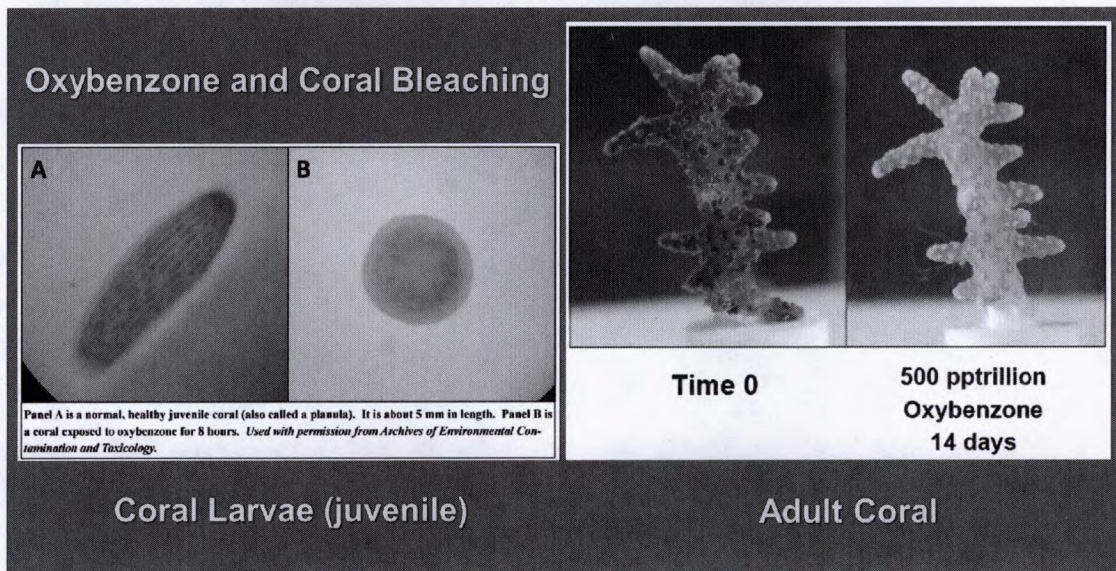 Oxybenzone and Coral Bleaching
A
B
Panel A is a normal, healthy juvenile coral (also called a planula). It is about 5 mm in length. Panel B is
a coral exposed to oxybenzone for 8 hours. Used with permission from Archives of Environmental Con-
tamination and Toxicology.
Coral Larvae (juvenile)
Time 0
500 pptrillion
Oxybenzone
14 days
Adult Coral